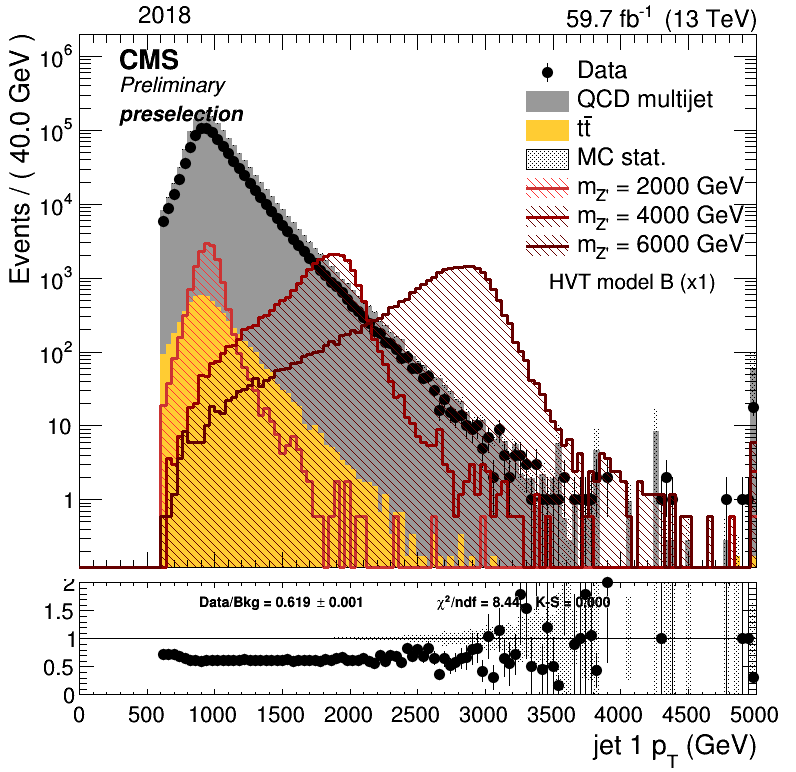 2018
59.7 fb⁻¹ (13 TeV)
Events / ( 40.0 GeV )
10⁶
10⁵
10⁴
10³
10²
10
1
CMS
Preliminary
preselection
Data
QCD multijet
tt̄
MC stat.
m_Z' = 2000 GeV
m_Z' = 4000 GeV
m_Z' = 6000 GeV
HVT model B (x1)
2
1.5
1
0.5
0
Data/Bkg = 0.619 ± 0.001
χ²/ndf = 8.44, K-S = 0.000
0 500 1000 1500 2000 2500 3000 3500 4000 4500 5000
jet 1 p_T (GeV)